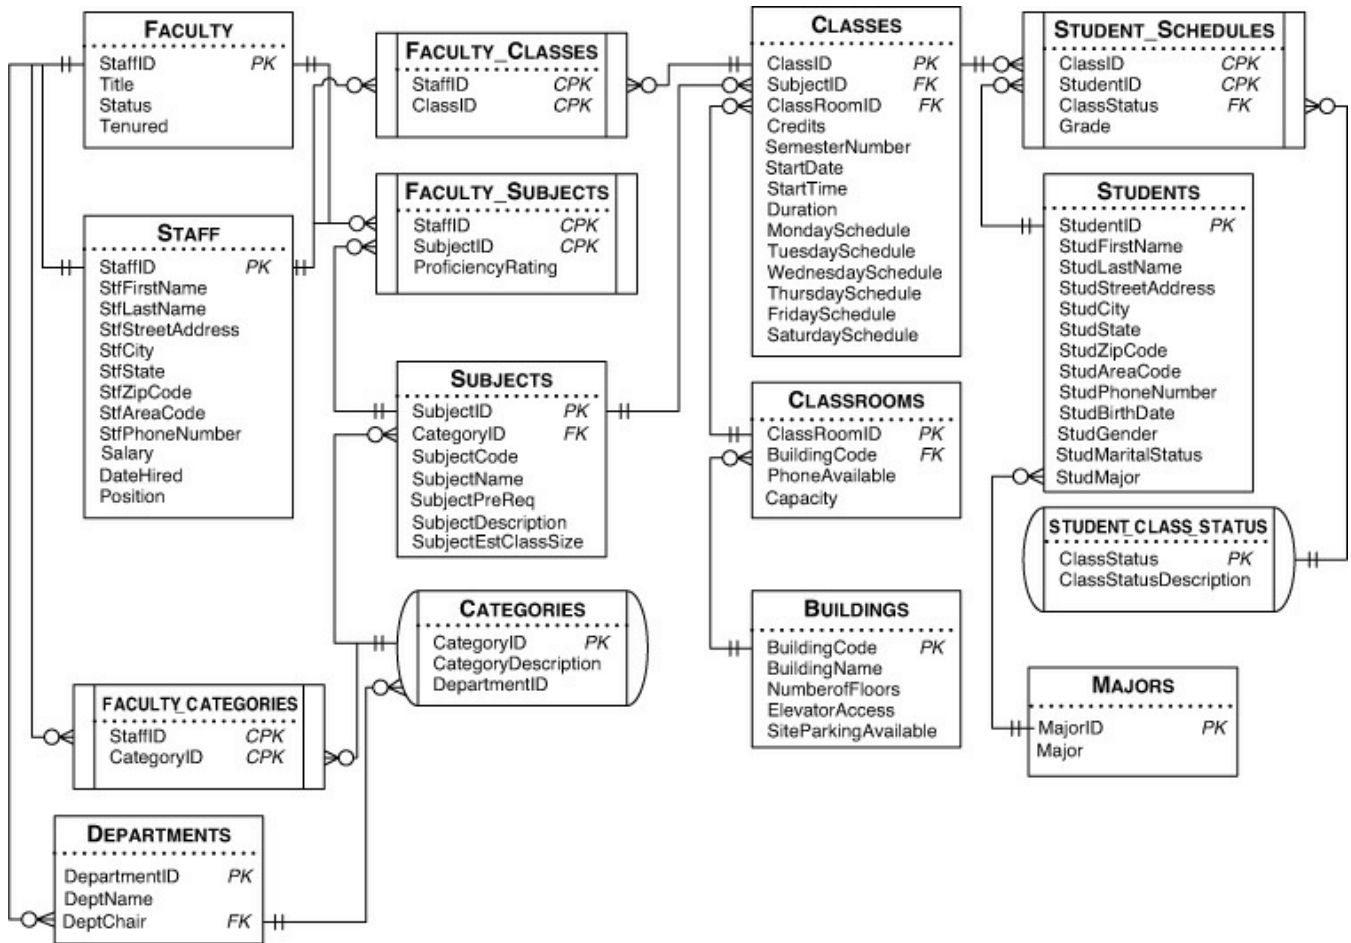 FACULTY
StaffID PK
Title
Status
Tenured
FACULTY_CLASSES
StaffID CPK
ClassID CPK
CLASSES
ClassID PK
SubjectID FK
ClassRoomID FK
Credits
SemesterNumber
StartDate
StartTime
Duration
MondaySchedule
TuesdaySchedule
WednesdaySchedule
ThursdaySchedule
FridaySchedule
SaturdaySchedule
STUDENT_SCHEDULES
ClassID CPK
StudentID CPK
ClassStatus FK
Grade
STAFF
StaffID PK
StfFirstName
StfLastName
StfStreetAddress
StfCity
StfState
StfZipCode
StfAreaCode
StfPhoneNumber
Salary
DateHired
Position
FACULTY_SUBJECTS
StaffID CPK
SubjectID CPK
ProficiencyRating
STUDENTS
StudentID PK
StudFirstName
StudLastName
StudStreetAddress
StudCity
StudState
StudZipCode
StudAreaCode
StudPhoneNumber
StudBirthDate
StudGender
StudMaritalStatus
StudMajor
SUBJECTS
SubjectID PK
CategoryID FK
SubjectCode
SubjectName
SubjectPreReq
SubjectDescription
SubjectEstClassSize
CLASSROOMS
ClassRoomID PK
BuildingCode FK
PhoneAvailable
Capacity
STUDENT_CLASS_STATUS
ClassStatus PK
ClassStatusDescription
CATEGORIES
CategoryID PK
CategoryDescription
DepartmentID
BUILDINGS
BuildingCode PK
BuildingName
NumberofFloors
ElevatorAccess
SiteParkingAvailable
MAJORS
MajorID PK
Major
FACULTY_CATEGORIES
StaffID CPK
CategoryID CPK
DEPARTMENTS
DepartmentID PK
DeptName
DeptChair FK